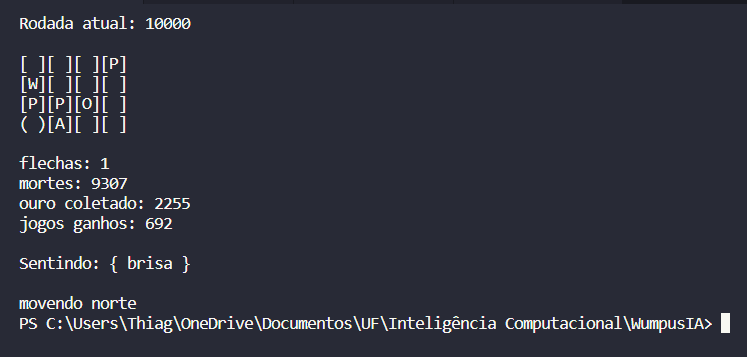 Rodada atual: 10000
[ ][ ][ ][P]
[W][ ][ ][ ]
[P][P][O][ ]
( )[A][ ][ ]
flechas: 1
mortes: 9307
ouro coletado: 2255
jogos ganhos: 692
Sentindo: { brisa }
movendo norte
PS C:\Users\Thiag\OneDrive\Documentos\UF\Inteligência Computacional\WumpusIA>